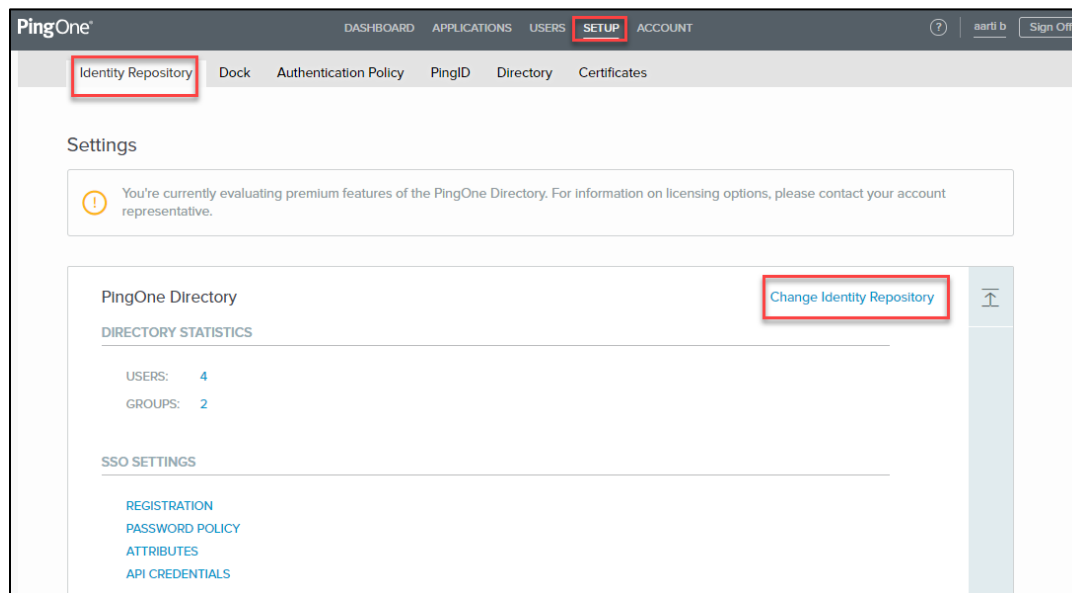 PingOne®
DASHBOARD APPLICATIONS USERS SETUP ACCOUNT ? aarti b Sign Off
Identity Repository Dock Authentication Policy PingID Directory Certificates
Settings
You're currently evaluating premium features of the PingOne Directory. For information on licensing options, please contact your account
representative.
PingOne Directory
Change Identity Repository
DIRECTORY STATISTICS
USERS: 4
GROUPS: 2
SSO SETTINGS
REGISTRATION
PASSWORD POLICY
ATTRIBUTES
API CREDENTIALS